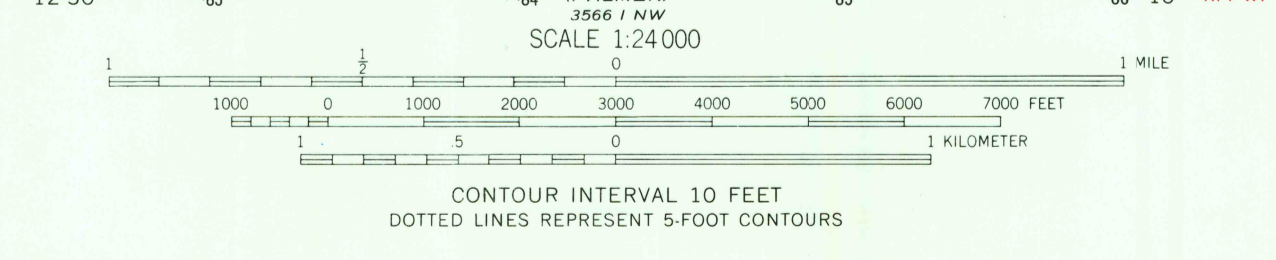 3566 I NW
SCALE 1:24 000
1 1/2 0 1 MILE
1000 0 1000 2000 3000 4000 5000 6000 7000 FEET
1 .5 0 1 KILOMETER
CONTOUR INTERVAL 10 FEET
DOTTED LINES REPRESENT 5-FOOT CONTOURS